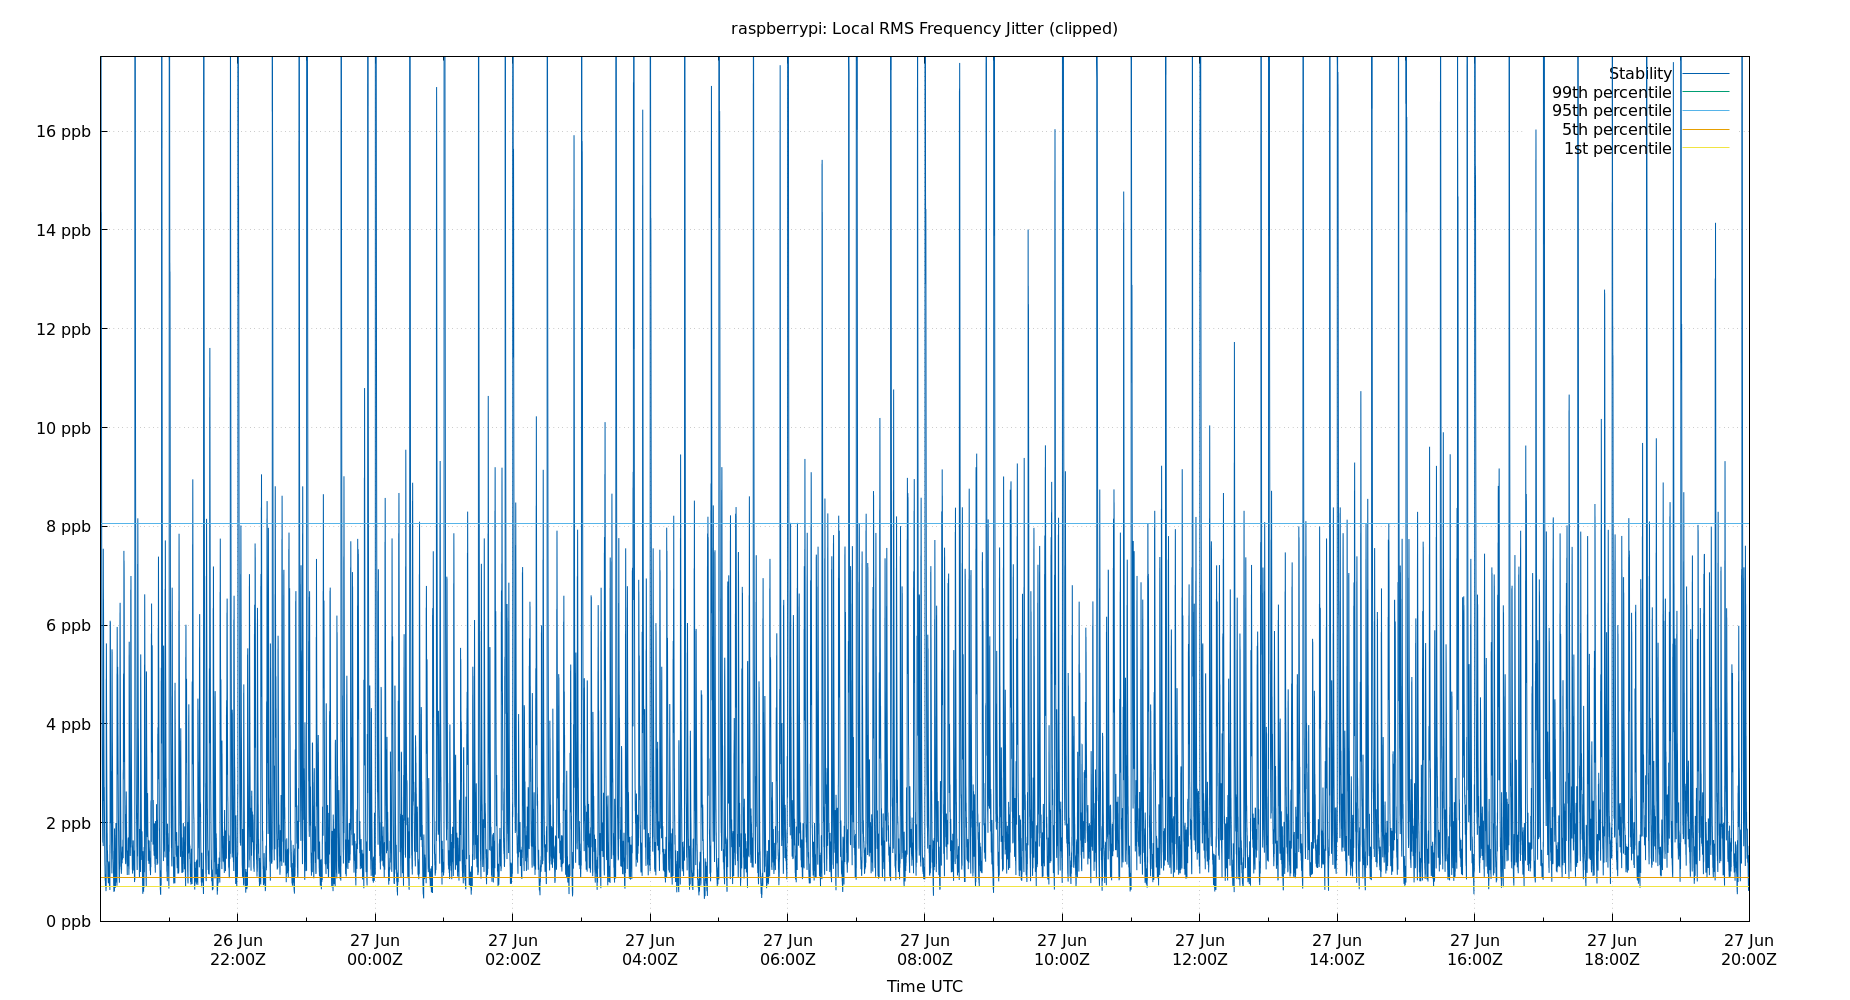 raspberrypi: Local RMS Frequency Jitter (clipped)
Stability
99th percentile
95th percentile
5th percentile
1st percentile
16 ppb
14 ppb
12 ppb
10 ppb
8 ppb
6 ppb
4 ppb
2 ppb
0 ppb
26 Jun
22:00Z
27 Jun
00:00Z
27 Jun
02:00Z
27 Jun
04:00Z
27 Jun
06:00Z
27 Jun
08:00Z
27 Jun
10:00Z
27 Jun
12:00Z
27 Jun
14:00Z
27 Jun
16:00Z
27 Jun
18:00Z
27 Jun
20:00Z
Time UTC